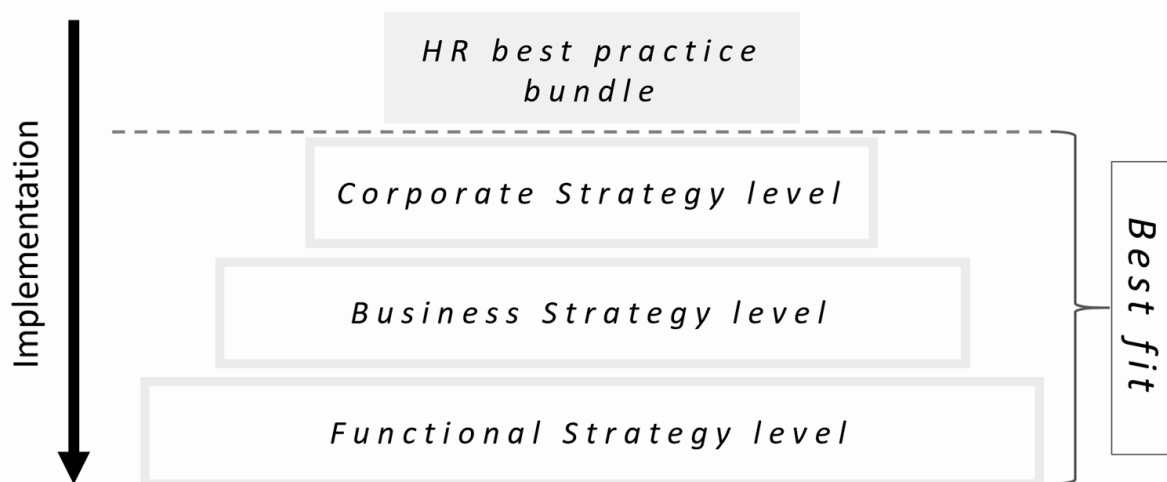 HR best practice
bundle
Implementation
Corporate Strategy level
Business Strategy level
Best fit
Functional Strategy level